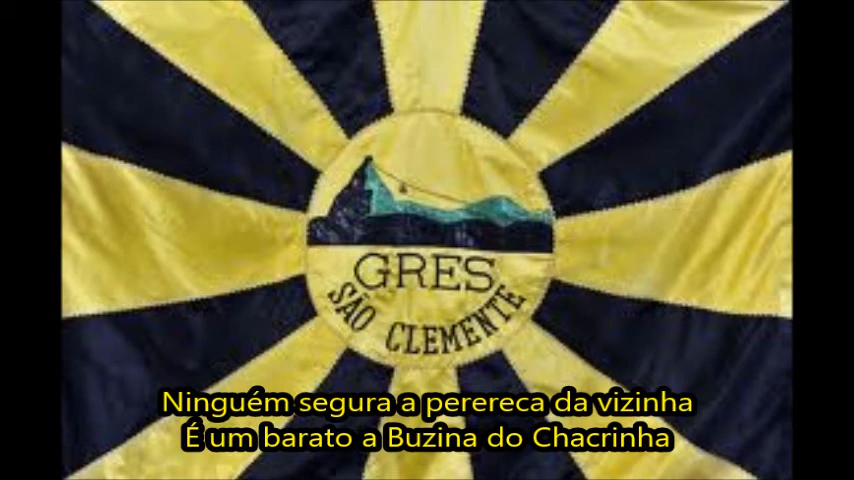 GRES
SÃO CLEMENTE
Ninguém segura a perereca da vizinha
É um barato a Buzina do Chacrinha